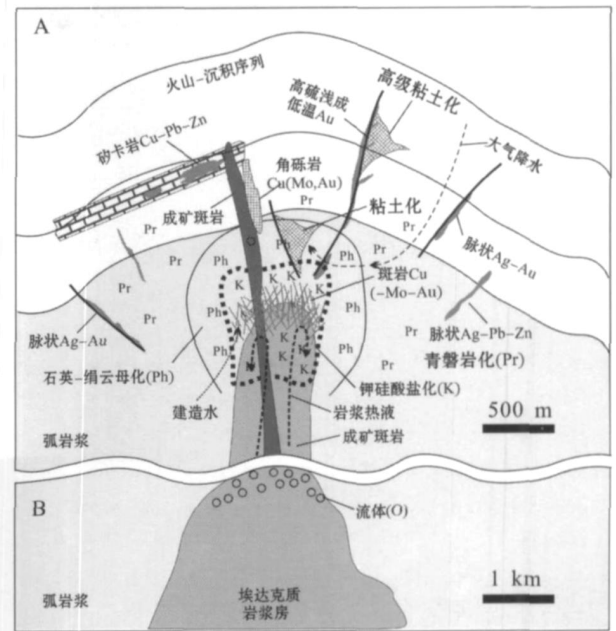 A
火山-沉积序列
高硫浅成
低温Au
高级粘土化
矽卡岩Cu-Pb-Zn
大气降水
角砾岩
Cu(Mo,Au)
Pr
成矿斑岩
粘土化
Pr
Pr
Ph
Pr
Pr
脉状Ag-Au
Ph
Ph
K
K
K
斑岩Cu
(-Mo-Au)
Pr
Pr
K
K
Ph
Pr
Pr
Ph
K
K
脉状Ag-Pb-Zn
脉状Ag-Au
Ph
Pr
青磐岩化(Pr)
石英-绢云母化(Ph)
K
K
钾硅酸盐化(K)
建造水
岩浆热液
500 m
弧岩浆
成矿斑岩
B
流体(O)
1 km
弧岩浆
埃达克质
岩浆房